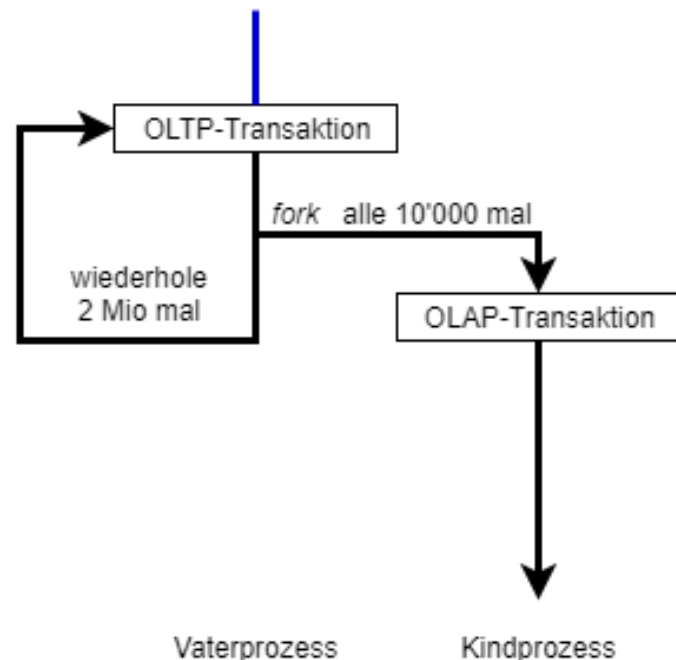 OLTP-Transaktion
fork alle 10'000 mal
wiederhole
2 Mio mal
OLAP-Transaktion
Vaterprozess
Kindprozess